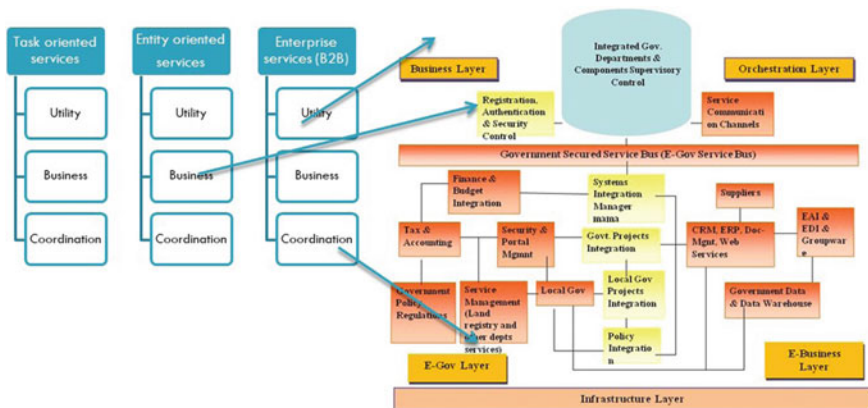 Task oriented
services
Utility
Business
Coordination
Entity oriented
services
Utility
Business
Coordination
Enterprise
services (B2B)
Utility
Business
Coordination
Business Layer
Integrated Gov.
Departments &
Components Supervisory
Control
Orchestration Layer
Registration,
Authentication
& Security
Control
Service
Communicati
on Channels
Government Secured Service Bus (E-Gov Service Bus)
Finance &
Budget
Integration
Systems
Integration
Manager
mama
Suppliers
Tax &
Accounting
Security &
Portal
Mgmnt
Govt. Projects
Integration
CRM, ERP, Doc-
Mgnt, Web
Services
EAI &
EDI &
Groupwar
e
Government
Policy
Regulations
Service
Management
(Land
registry and
other depts
services)
Local Gov
Local Gov
Projects
Integration
Government Data
& Data Warehouse
Policy
Integratio
n
E-Gov Layer
E-Business
Layer
Infrastructure Layer